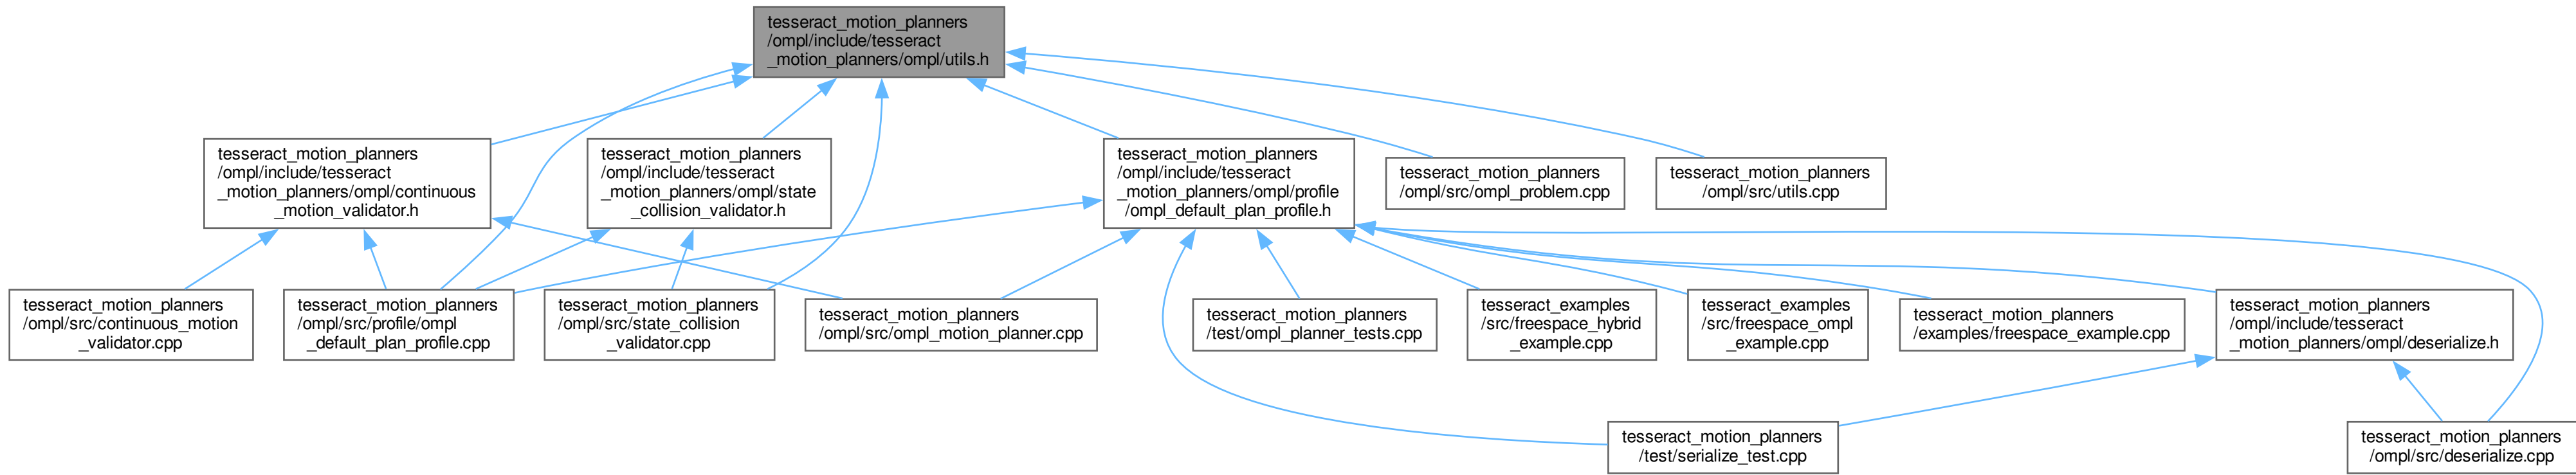 tesseract_motion_planners
/ompl/include/tesseract
_motion_planners/ompl/utils.h
tesseract_motion_planners
/ompl/include/tesseract
_motion_planners/ompl/continuous
_motion_validator.h
tesseract_motion_planners
/ompl/include/tesseract
_motion_planners/ompl/state
_collision_validator.h
tesseract_motion_planners
/ompl/include/tesseract
_motion_planners/ompl/profile
/ompl_default_plan_profile.h
tesseract_motion_planners
/ompl/src/ompl_problem.cpp
tesseract_motion_planners
/ompl/src/utils.cpp
tesseract_motion_planners
/ompl/src/continuous_motion
_validator.cpp
tesseract_motion_planners
/ompl/src/profile/ompl
_default_plan_profile.cpp
tesseract_motion_planners
/ompl/src/state_collision
_validator.cpp
tesseract_motion_planners
/ompl/src/ompl_motion_planner.cpp
tesseract_motion_planners
/test/ompl_planner_tests.cpp
tesseract_examples
/src/freespace_hybrid
_example.cpp
tesseract_examples
/src/freespace_ompl
_example.cpp
tesseract_motion_planners
/examples/freespace_example.cpp
tesseract_motion_planners
/ompl/include/tesseract
_motion_planners/ompl/deserialize.h
tesseract_motion_planners
/test/serialize_test.cpp
tesseract_motion_planners
/ompl/src/deserialize.cpp